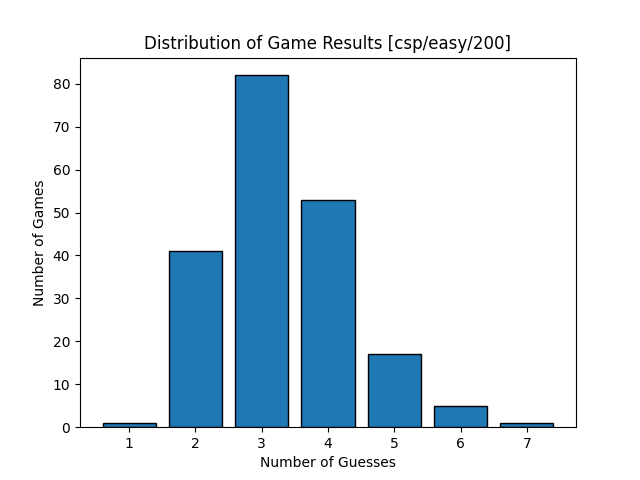 Distribution of Game Results [csp/easy/200]
Number of Games
80
70
60
50
40
30
20
10
0
1 2 3 4 5 6 7
Number of Guesses